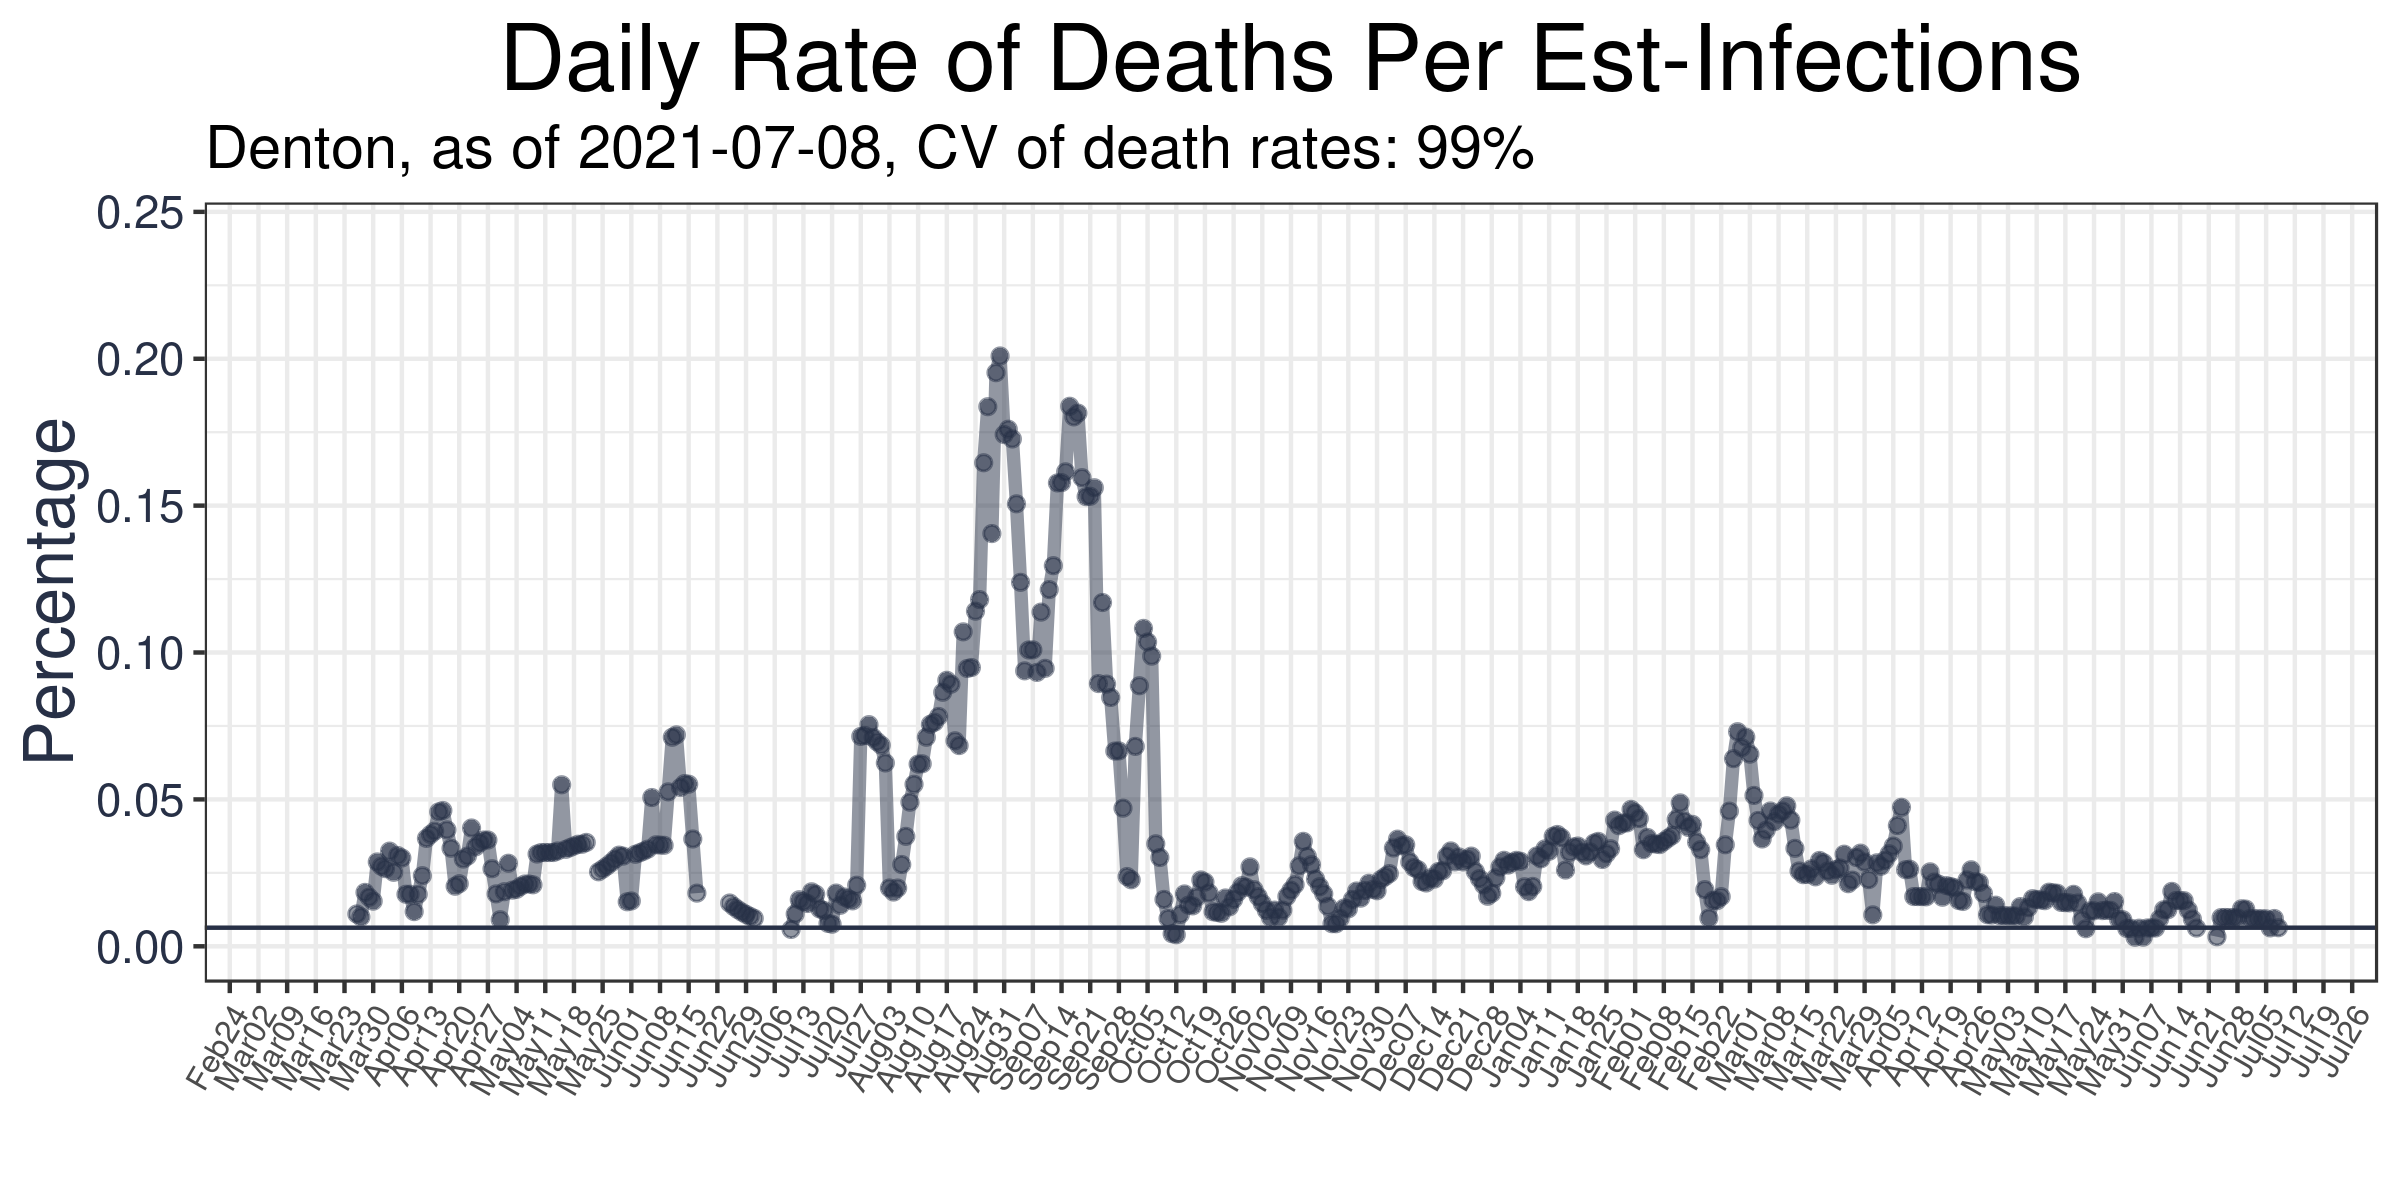 Daily Rate of Deaths Per Est-Infections
Denton, as of 2021-07-08, CV of death rates: 99%
Percentage
0.25
0.20
0.15
0.10
0.05
0.00
Feb24
Mar02
Mar09
Mar16
Mar23
Mar30
Apr06
Apr13
Apr20
Apr27
May04
May11
May18
May25
Jun01
Jun08
Jun15
Jun22
Jun29
Jul06
Jul13
Jul20
Jul27
Aug03
Aug10
Aug17
Aug24
Aug31
Sep07
Sep14
Sep21
Sep28
Oct05
Oct12
Oct19
Oct26
Nov02
Nov09
Nov16
Nov23
Nov30
Dec07
Dec14
Dec21
Dec28
Jan04
Jan11
Jan18
Jan25
Feb01
Feb08
Feb15
Feb22
Mar01
Mar08
Mar15
Mar22
Mar29
Apr05
Apr12
Apr19
Apr26
May03
May10
May17
May24
May31
Jun07
Jun14
Jun21
Jun28
Jul05
Jul12
Jul19
Jul26